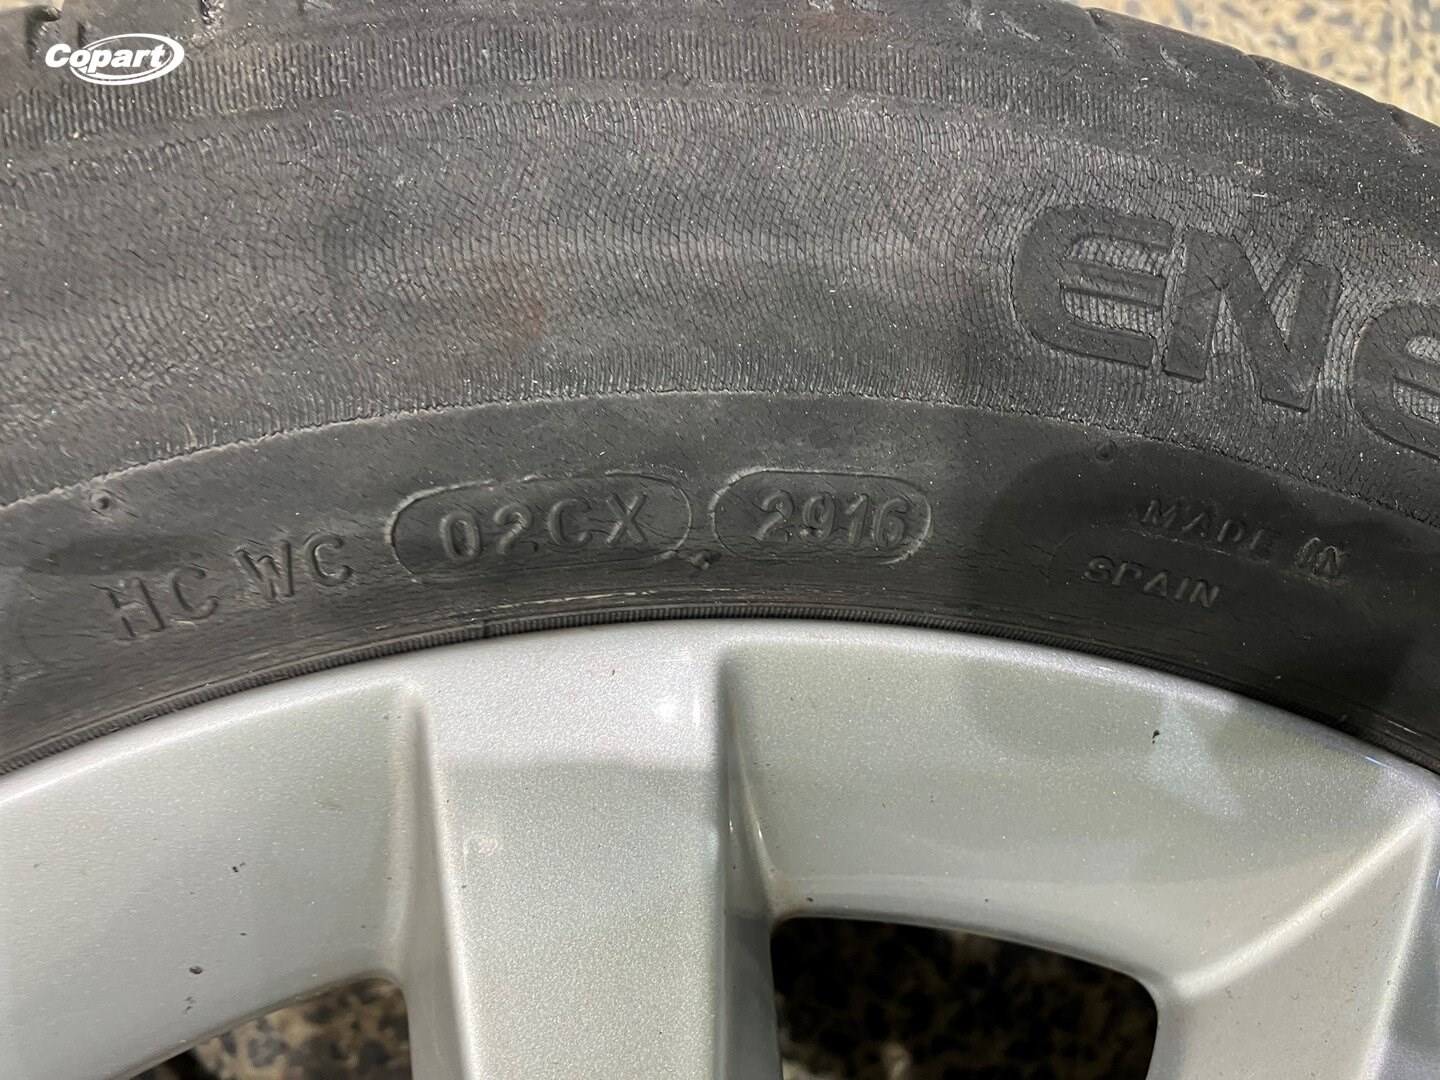 Copart
ENE
HC WC 02CX 2916
MADE IN
SPAIN